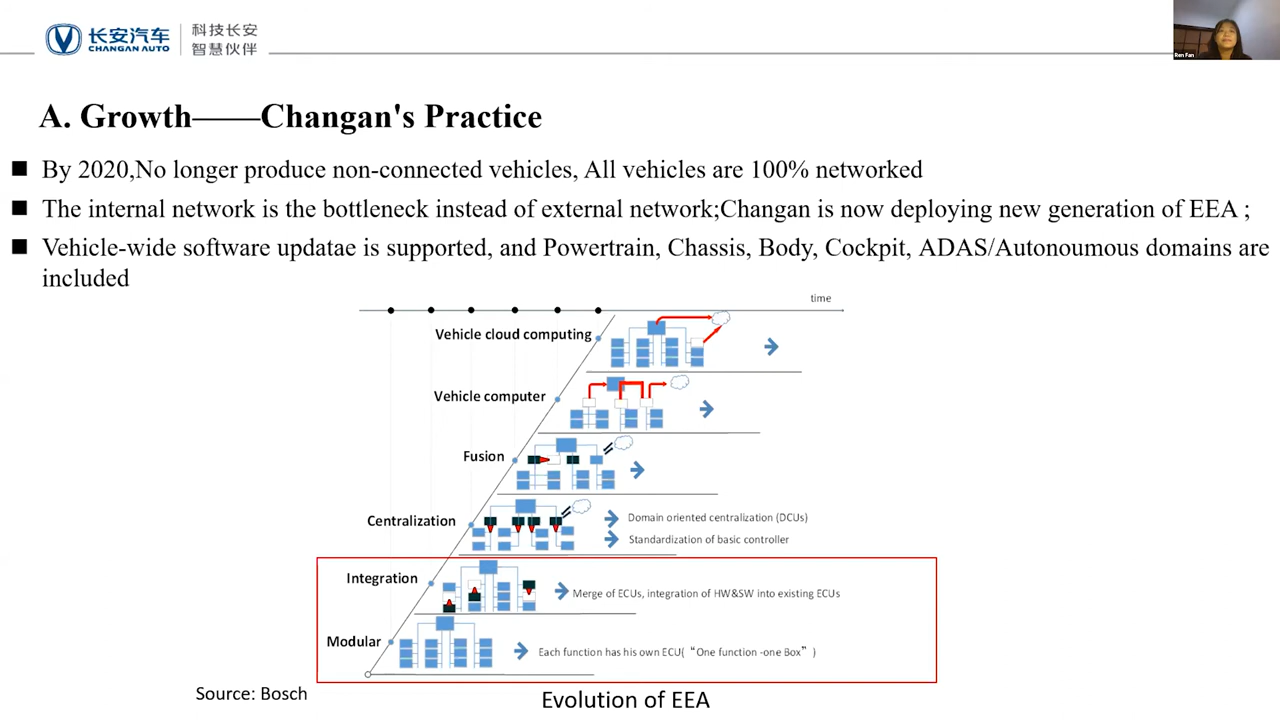 长安汽车
CHANGAN AUTO
科技长安
智慧伙伴
Ren Fan
A. Growth——Changan's Practice
■ By 2020,No longer produce non-connected vehicles, All vehicles are 100% networked
■ The internal network is the bottleneck instead of external network;Changan is now deploying new generation of EEA ;
■ Vehicle-wide software updatae is supported, and Powertrain, Chassis, Body, Cockpit, ADAS/Autonoumous domains are
included
time
Vehicle cloud computing
Vehicle computer
Fusion
Centralization
Domain oriented centralization (DCUs)
Standardization of basic controller
Integration
Merge of ECUs, integration of HW&SW into existing ECUs
Modular
Each function has his own ECU(“One function -one Box”)
Source: Bosch
Evolution of EEA